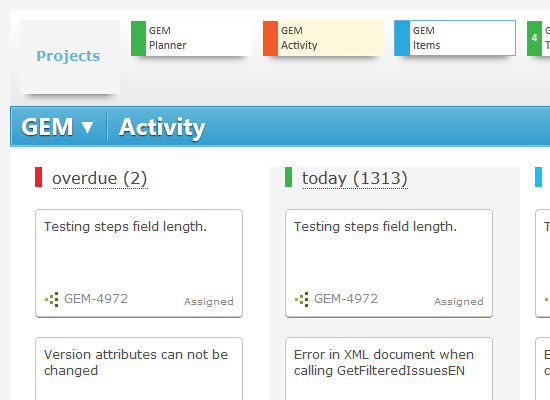 Projects
GEM
Planner
GEM
Activity
GEM
Items
4
GEM ▼
Activity
overdue (2)
today (1313)
Testing steps field length.
GEM-4972
Assigned
Testing steps field length.
GEM-4972
Assigned
Version attributes can not be
changed
Error in XML document when
calling GetFilteredIssuesEN